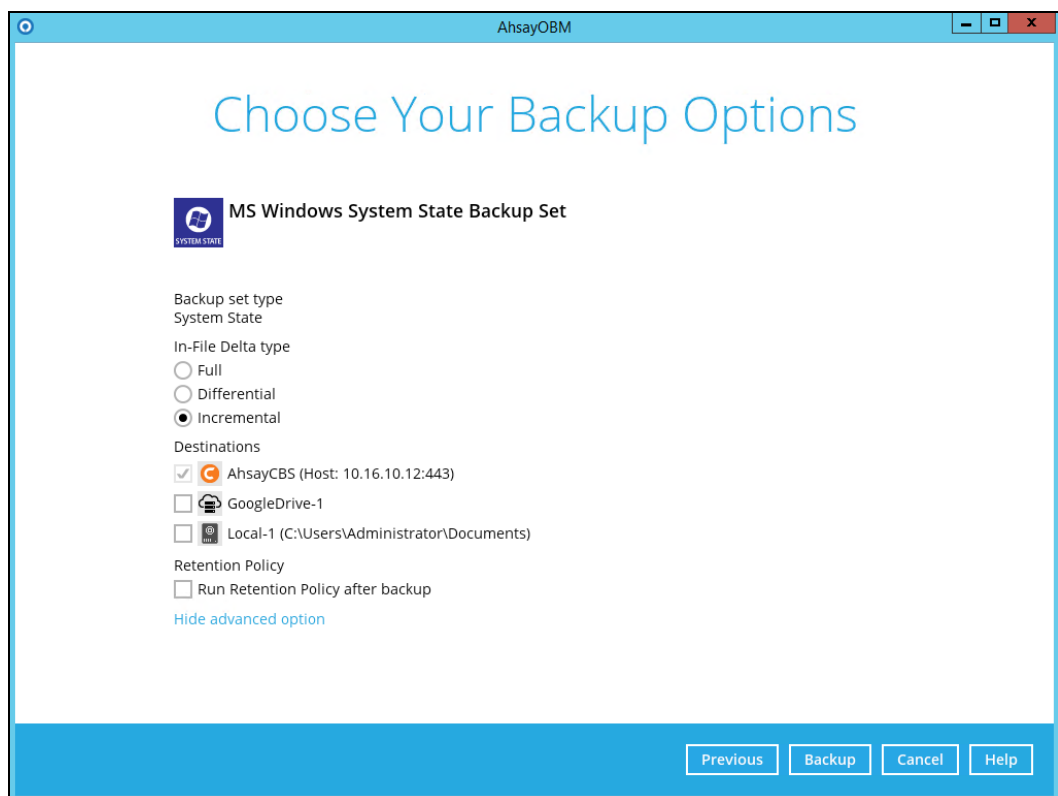 AhsayOBM
Choose Your Backup Options
SYSTEM STATE
MS Windows System State Backup Set
Backup set type
System State
In-File Delta type
Full
Differential
Incremental
Destinations
AhsayCBS (Host: 10.16.10.12:443)
GoogleDrive-1
Local-1 (C:\Users\Administrator\Documents)
Retention Policy
Run Retention Policy after backup
Hide advanced option
Previous Backup Cancel Help